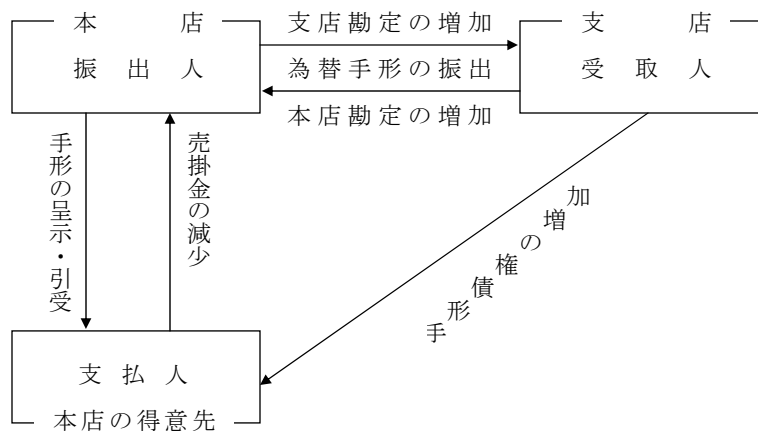 本店
振出人
支店勘定の増加
為替手形の振出
本店勘定の増加
支店
受取人
手形の呈示・引受
売掛金の減少
手形債権の増加
支払人
本店の得意先